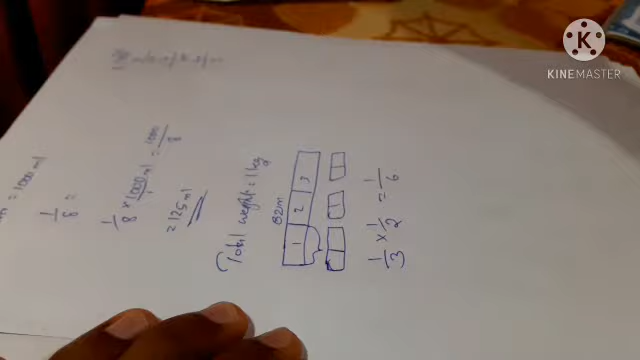 = 1000 ml
1/8 =
1/8 × 1000 ml = 1000/8
= 125 ml
Total weight = 1 kg
1 2 3
1/3 × 1/2 = 1/6
KINEMASTER